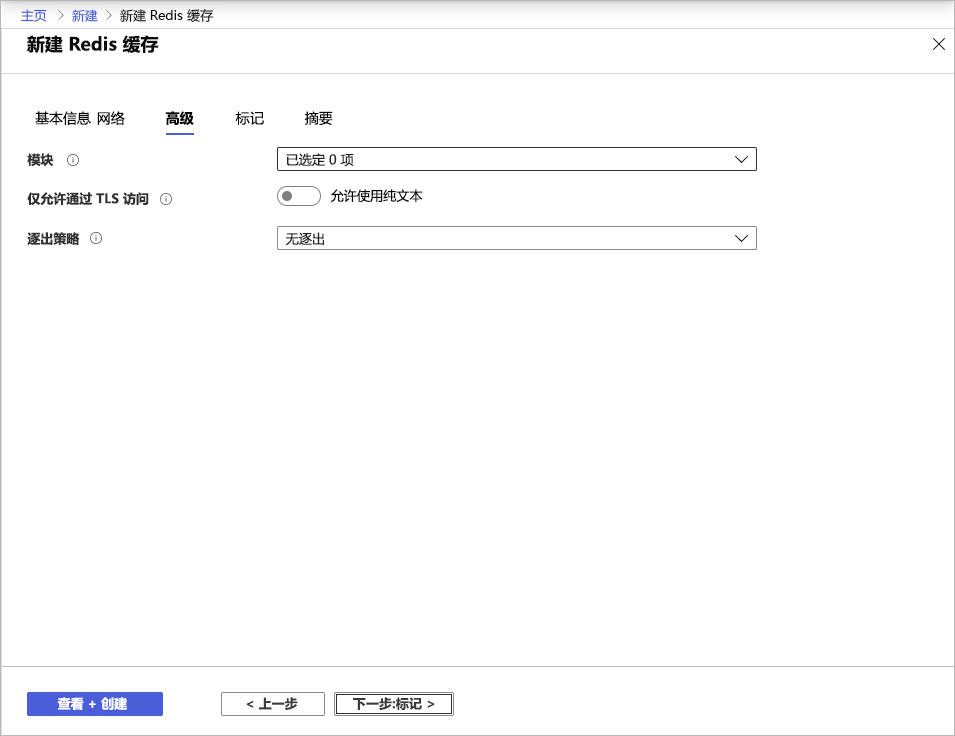 主页 > 新建 > 新建 Redis 缓存
新建 Redis 缓存
基本信息 网络 高级 标记 摘要
模块 已选定 0 项
仅允许通过 TLS 访问 允许使用纯文本
逐出策略 无逐出
查看 + 创建 < 上一步 下一步:标记 >